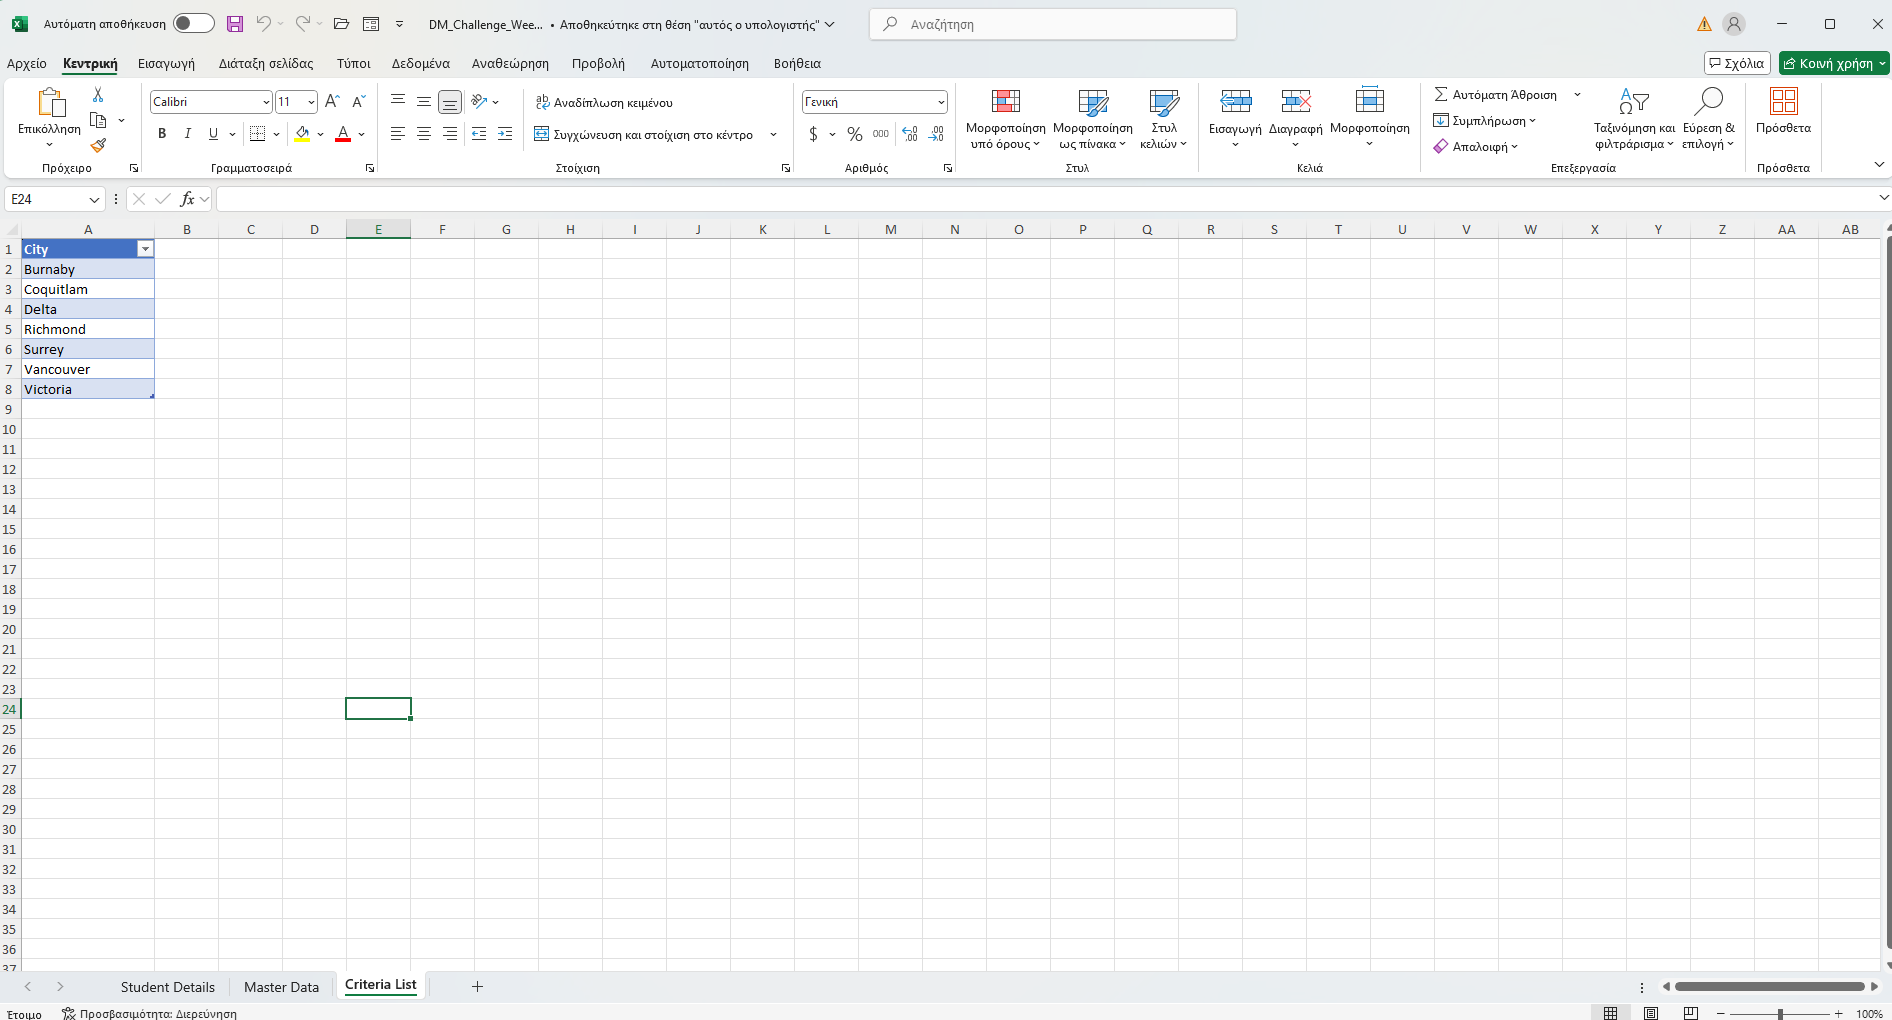 Αυτόματη αποθήκευση
DM_Challenge_Wee... • Αποθηκεύτηκε στη θέση "αυτός ο υπολογιστής"
Αναζήτηση
Αρχείο Κεντρική Εισαγωγή Διάταξη σελίδας Τύποι Δεδομένα Αναθεώρηση Προβολή Αυτοματοποίηση Βοήθεια
Σχόλια Κοινή χρήση
Επικόλληση
Πρόχειρο
Calibri 11
B I U
Γραμματοσειρά
Αναδίπλωση κειμένου
Συγχώνευση και στοίχιση στο κέντρο
Στοίχιση
Γενική
$ % 000
Αριθμός
Μορφοποίηση υπό όρους
Μορφοποίηση ως πίνακα
Στυλ κελιών
Στυλ
Εισαγωγή Διαγραφή Μορφοποίηση
Κελιά
Αυτόματη Άθροιση
Συμπλήρωση
Απαλοιφή
Ταξινόμηση και φιλτράρισμα
Εύρεση & επιλογή
Επεξεργασία
Πρόσθετα
Πρόσθετα
E24
fx
A B C D E F G H I J K L M N O P Q R S T U V W X Y Z AA AB
1 City
2 Burnaby
3 Coquitlam
4 Delta
5 Richmond
6 Surrey
7 Vancouver
8 Victoria
9
10
11
12
13
14
15
16
17
18
19
20
21
22
23
24
25
26
27
28
29
30
31
32
33
34
35
36
37
Student Details Master Data Criteria List
Έτοιμο Προσβασιμότητα: Διερεύνηση
100%